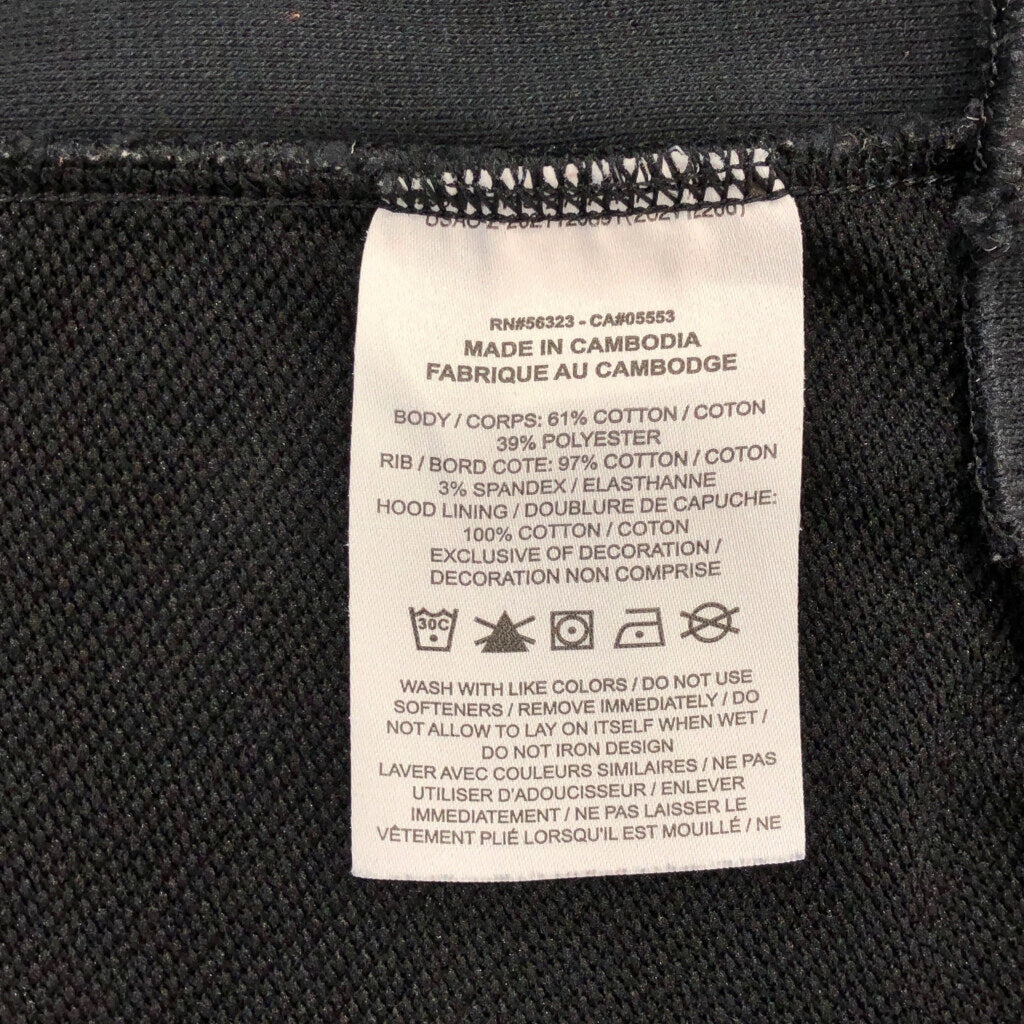 RN#56323 - CA#05553
MADE IN CAMBODIA
FABRIQUE AU CAMBODGE
BODY / CORPS: 61% COTTON / COTON
39% POLYESTER
RIB / BORD COTE: 97% COTTON / COTON
3% SPANDEX / ELASTHANNE
HOOD LINING / DOUBLURE DE CAPUCHE:
100% COTTON / COTON
EXCLUSIVE OF DECORATION /
DECORATION NON COMPRISE
30C
WASH WITH LIKE COLORS / DO NOT USE
SOFTENERS / REMOVE IMMEDIATELY / DO
NOT ALLOW TO LAY ON ITSELF WHEN WET /
DO NOT IRON DESIGN
LAVER AVEC COULEURS SIMILAIRES / NE PAS
UTILISER D'ADOUCISSEUR / ENLEVER
IMMEDIATEMENT / NE PAS LAISSER LE
VÊTEMENT PLIÉ LORSQU'IL EST MOUILLÉ / NE